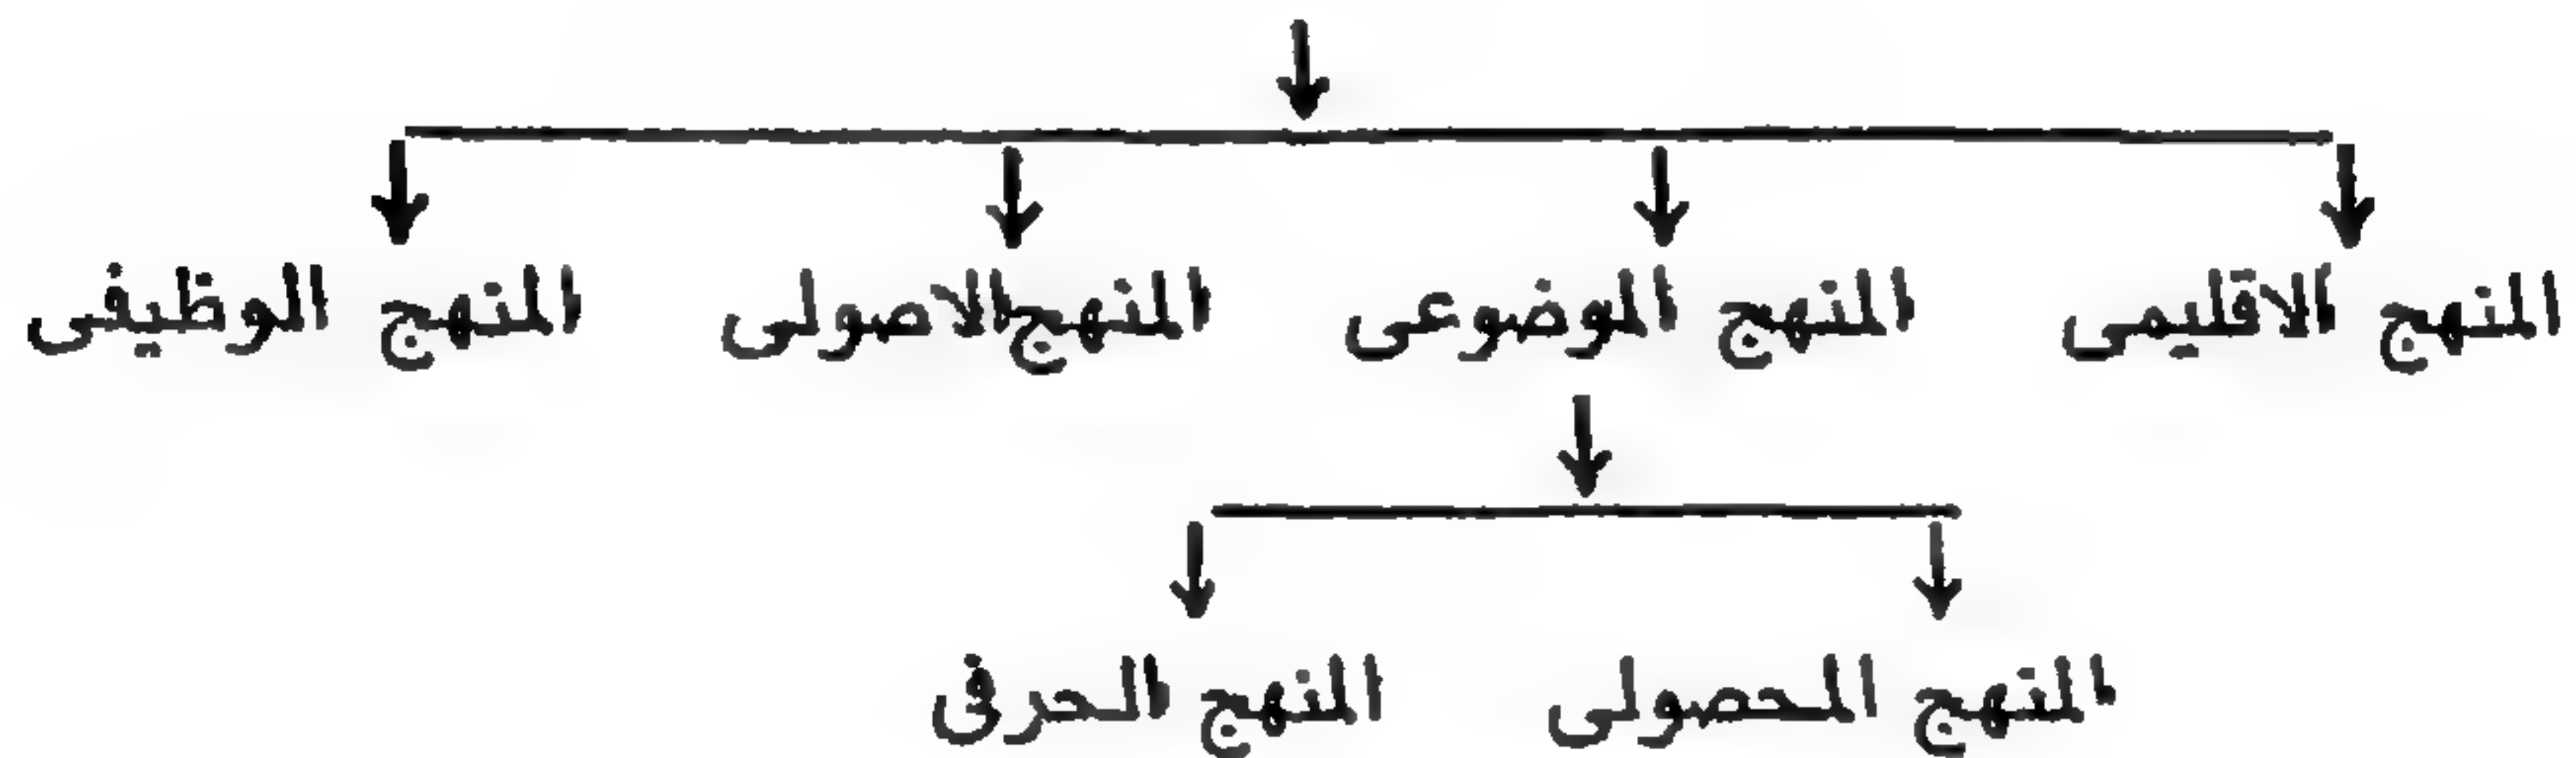 المنهج الاقليمى المنهج الموضوعى المنهج الاصولى المنهج الوظيفى
المنهج المحصولى المنهج الحرفى